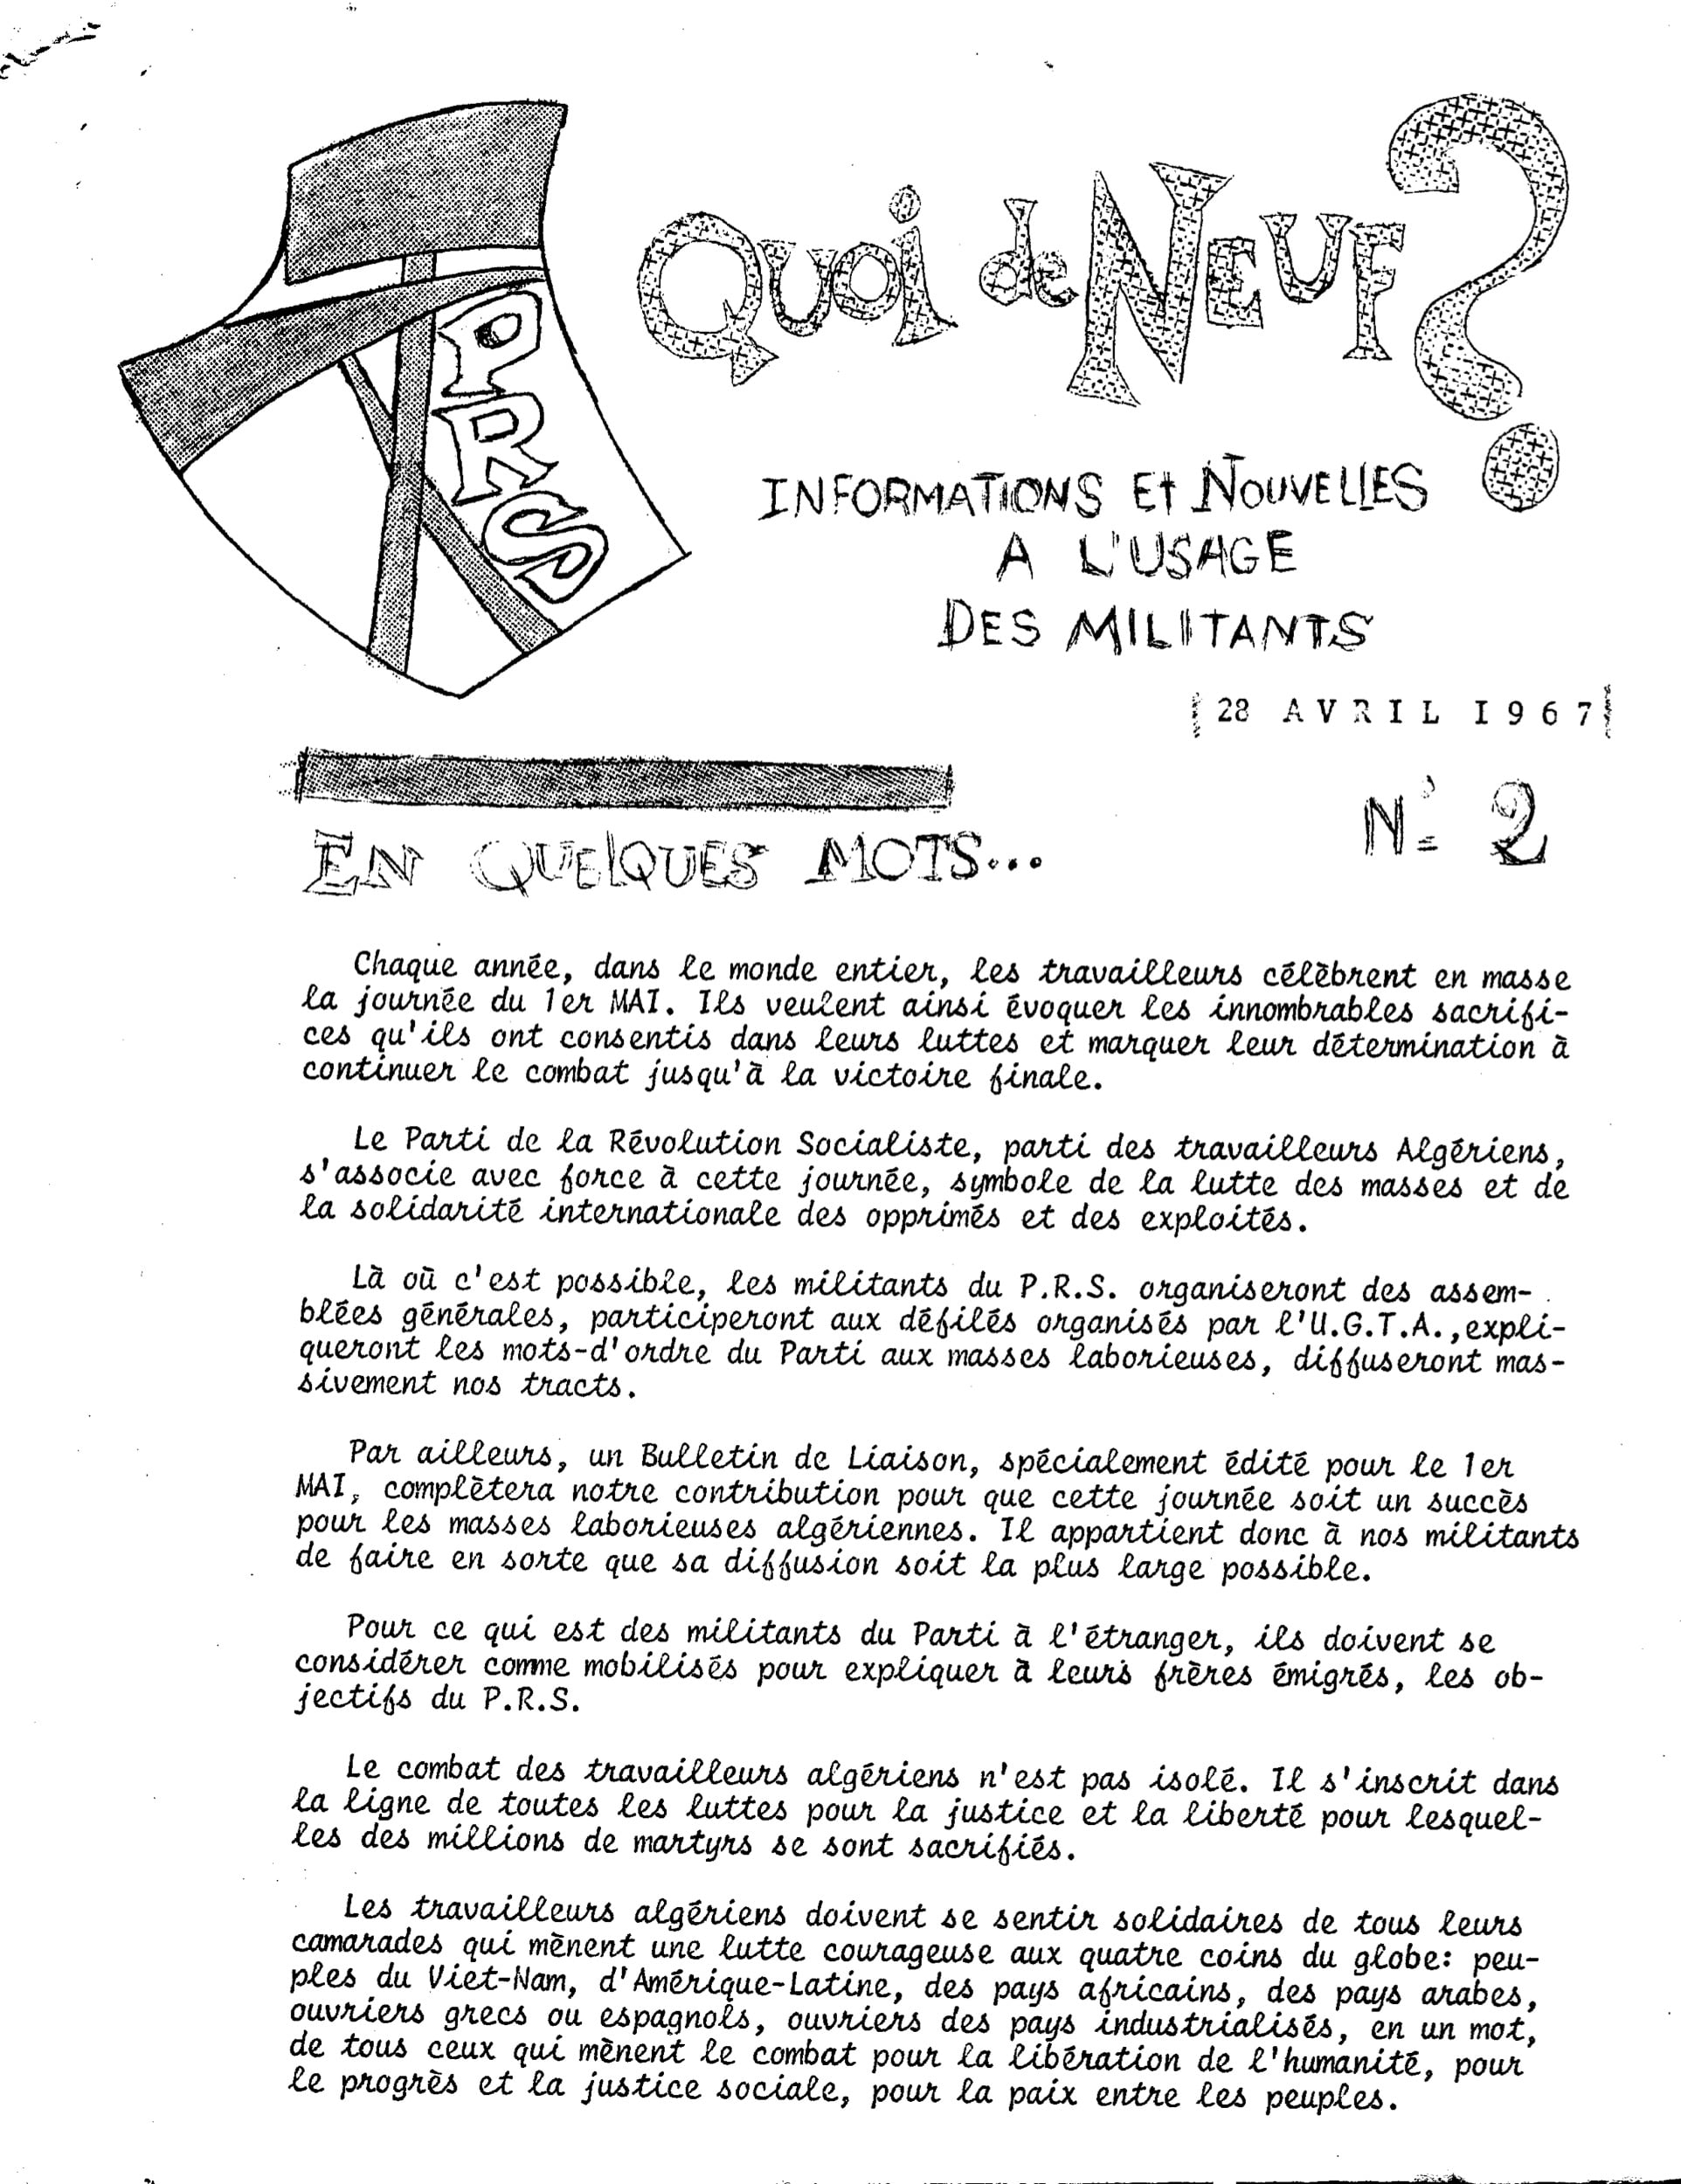 PRS
Quoi de NEUF?
INFORMATIONS Et NOUVELLES
A L'USAGE
DES MILITANTS
28 AVRIL I967
N° 2
EN QUELQUES MOTS...
Chaque année, dans le monde entier, les travailleurs célèbrent en masse
la journée du 1er MAI. Ils veulent ainsi évoquer les innombrables sacrifi-
ces qu'ils ont consentis dans leurs luttes et marquer leur détermination à
continuer le combat jusqu'à la victoire finale.
Le Parti de la Révolution Socialiste, parti des travailleurs Algériens,
s'associe avec force à cette journée, symbole de la lutte des masses et de
la solidarité internationale des opprimés et des exploités.
Là où c'est possible, les militants du P.R.S. organiseront des assem-
blées générales, participeront aux défilés organisés par l'U.G.T.A.,expli-
queront les mots-d'ordre du Parti aux masses laborieuses, diffuseront mas-
sivement nos tracts.
Par ailleurs, un Bulletin de Liaison, spécialement édité pour le 1er
MAI, complètera notre contribution pour que cette journée soit un succès
pour les masses laborieuses algériennes. Il appartient donc à nos militants
de faire en sorte que sa diffusion soit la plus large possible.
Pour ce qui est des militants du Parti à l'étranger, ils doivent se
considérer comme mobilisés pour expliquer à leurs frères émigrés, les ob-
jectifs du P.R.S.
Le combat des travailleurs algériens n'est pas isolé. Il s'inscrit dans
la ligne de toutes les luttes pour la justice et la liberté pour lesquel-
les des millions de martyrs se sont sacrifiés.
Les travailleurs algériens doivent se sentir solidaires de tous leurs
camarades qui mènent une lutte courageuse aux quatre coins du globe: peu-
ples du Viet-Nam, d'Amérique-Latine, des pays africains, des pays arabes,
ouvriers grecs ou espagnols, ouvriers des pays industrialisés, en un mot,
de tous ceux qui mènent le combat pour la libération de l'humanité, pour
le progrès et la justice sociale, pour la paix entre les peuples.